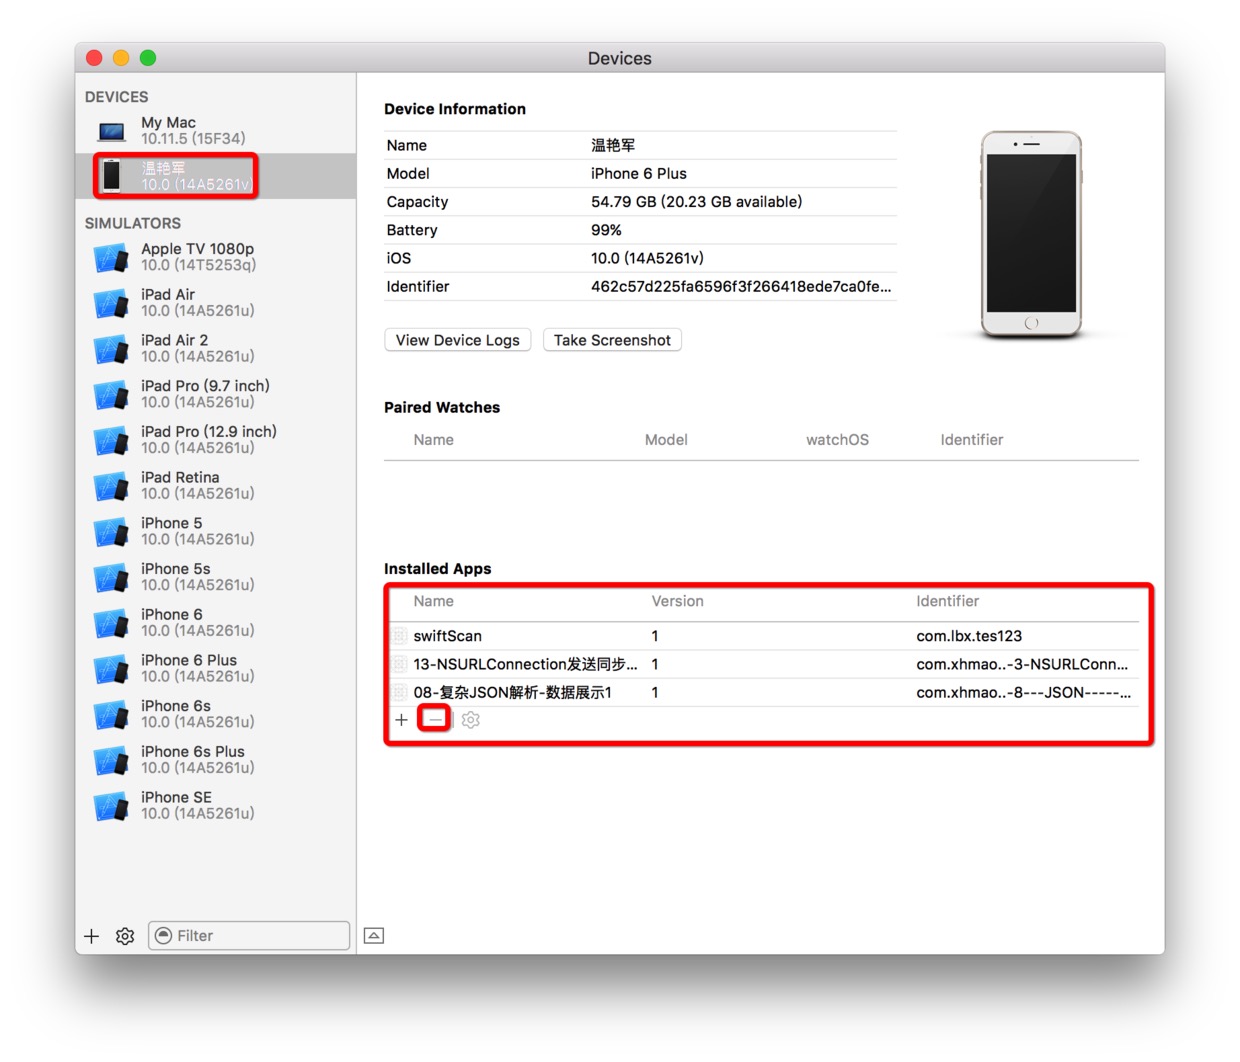 Devices
DEVICES
My Mac
10.11.5 (15F34)
温艳军
10.0 (14A5261v)
SIMULATORS
Apple TV 1080p
10.0 (14T5253q)
iPad Air
10.0 (14A5261u)
iPad Air 2
10.0 (14A5261u)
iPad Pro (9.7 inch)
10.0 (14A5261u)
iPad Pro (12.9 inch)
10.0 (14A5261u)
iPad Retina
10.0 (14A5261u)
iPhone 5
10.0 (14A5261u)
iPhone 5s
10.0 (14A5261u)
iPhone 6
10.0 (14A5261u)
iPhone 6 Plus
10.0 (14A5261u)
iPhone 6s
10.0 (14A5261u)
iPhone 6s Plus
10.0 (14A5261u)
iPhone SE
10.0 (14A5261u)
Filter
Device Information
Name 温艳军
Model iPhone 6 Plus
Capacity 54.79 GB (20.23 GB available)
Battery 99%
iOS 10.0 (14A5261v)
Identifier 462c57d225fa6596f3f266418ede7ca0fe...
View Device Logs Take Screenshot
Paired Watches
Name Model watchOS Identifier
Installed Apps
Name Version Identifier
swiftScan 1 com.lbx.tes123
13-NSURLConnection发送同步... 1 com.xhmao..-3-NSURLConn...
08-复杂JSON解析-数据展示1 1 com.xhmao..-8---JSON-----...